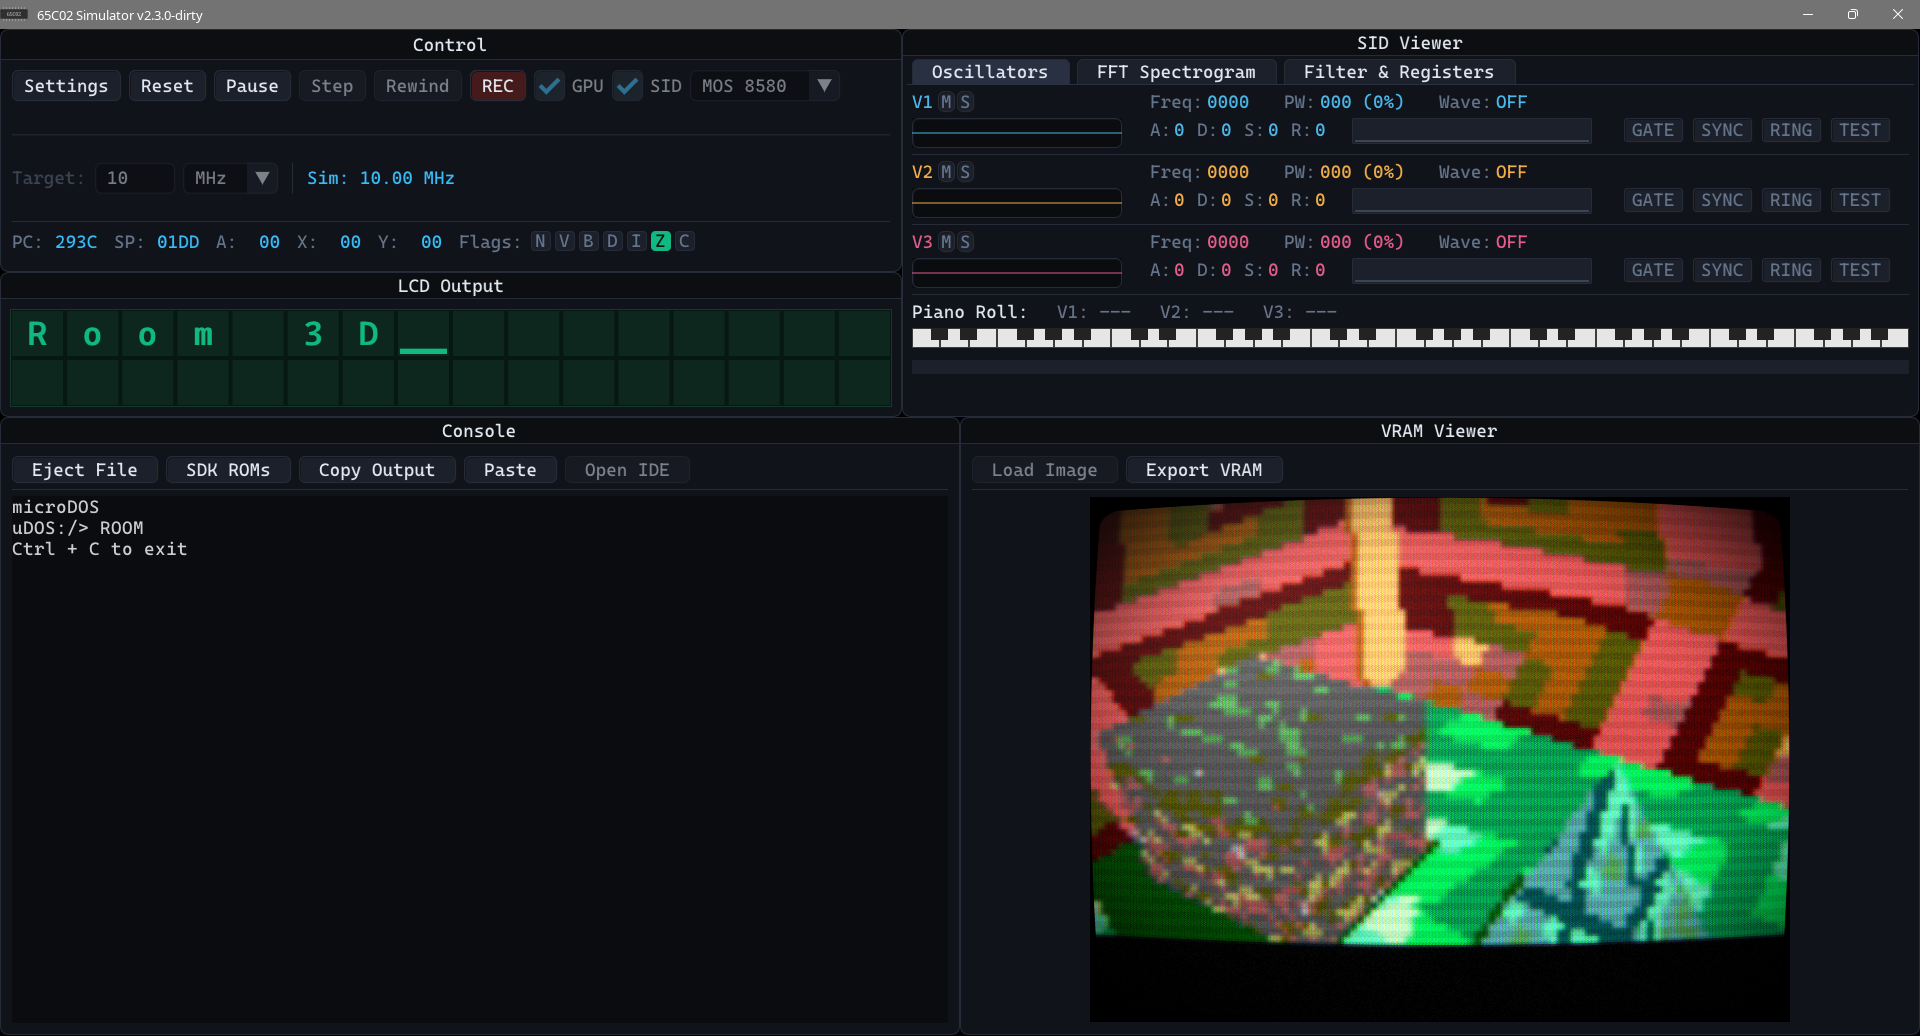 65C02 Simulator v2.3.0-dirty
Control
Settings Reset Pause Step Rewind REC GPU SID MOS 8580
Target: 10 MHz Sim: 10.00 MHz
PC: 293C SP: 01DD A: 00 X: 00 Y: 00 Flags: N V B D I Z C
LCD Output
Room 3D_
SID Viewer
Oscillators FFT Spectrogram Filter & Registers
V1 M S Freq: 0000 PW: 000 (0%) Wave: OFF
A: 0 D: 0 S: 0 R: 0 GATE SYNC RING TEST
V2 M S Freq: 0000 PW: 000 (0%) Wave: OFF
A: 0 D: 0 S: 0 R: 0 GATE SYNC RING TEST
V3 M S Freq: 0000 PW: 000 (0%) Wave: OFF
A: 0 D: 0 S: 0 R: 0 GATE SYNC RING TEST
Piano Roll: V1: --- V2: --- V3: ---
Console
Eject File SDK ROMs Copy Output Paste Open IDE
microDOS
uDOS:/> ROOM
Ctrl + C to exit
VRAM Viewer
Load Image Export VRAM